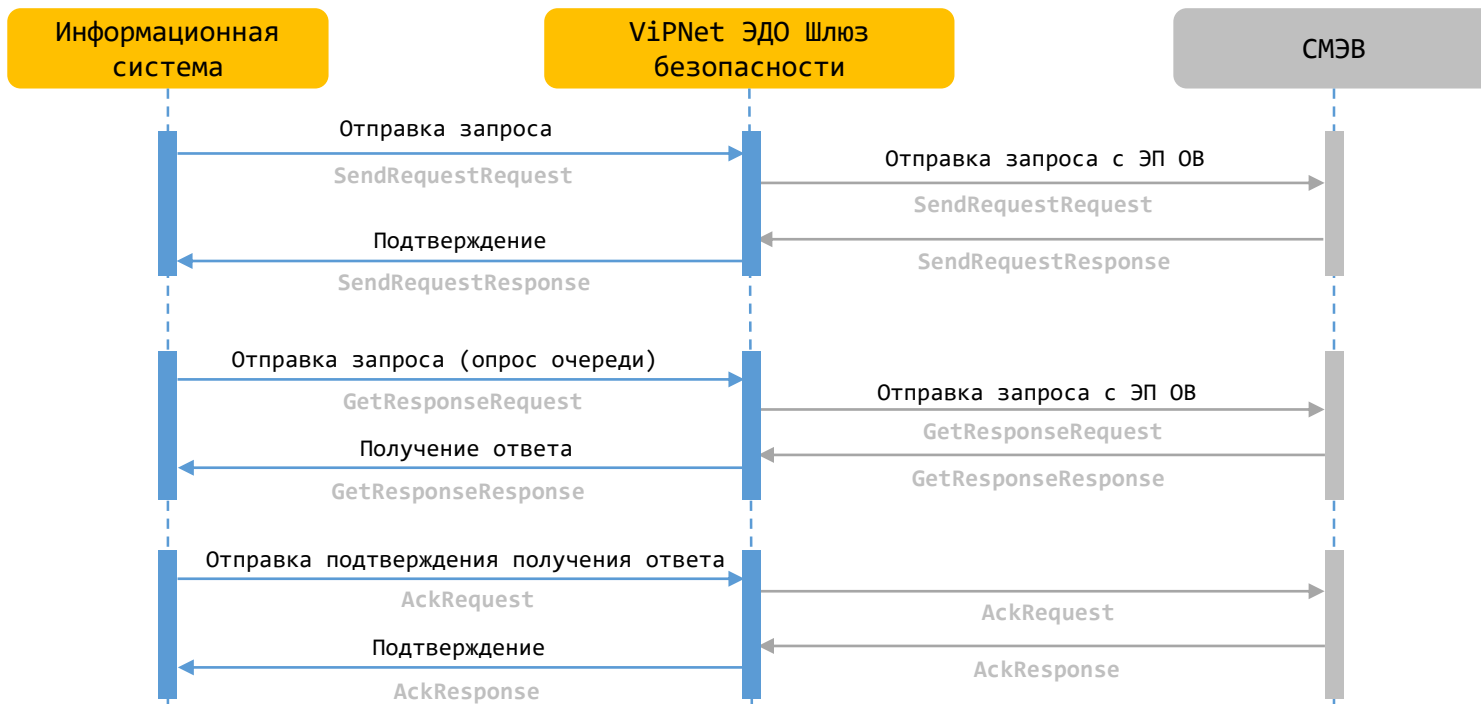 Информационная
система
ViPNet ЭДО Шлюз
безопасности
СМЭВ
Отправка запроса
SendRequestRequest
Отправка запроса с ЭП ОВ
SendRequestRequest
Подтверждение
SendRequestResponse
SendRequestResponse
Отправка запроса (опрос очереди)
GetResponseRequest
Отправка запроса с ЭП ОВ
GetResponseRequest
Получение ответа
GetResponseResponse
GetResponseResponse
Отправка подтверждения получения ответа
AckRequest
AckRequest
Подтверждение
AckResponse
AckResponse